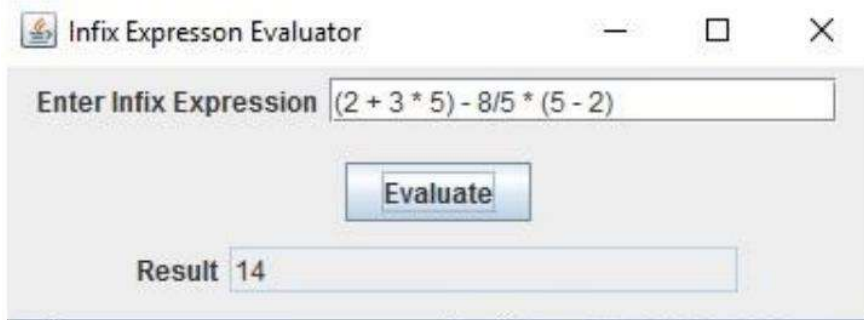 Infix Expresson Evaluator
Enter Infix Expression (2 + 3 * 5) - 8/5 * (5 - 2)
Evaluate
Result 14